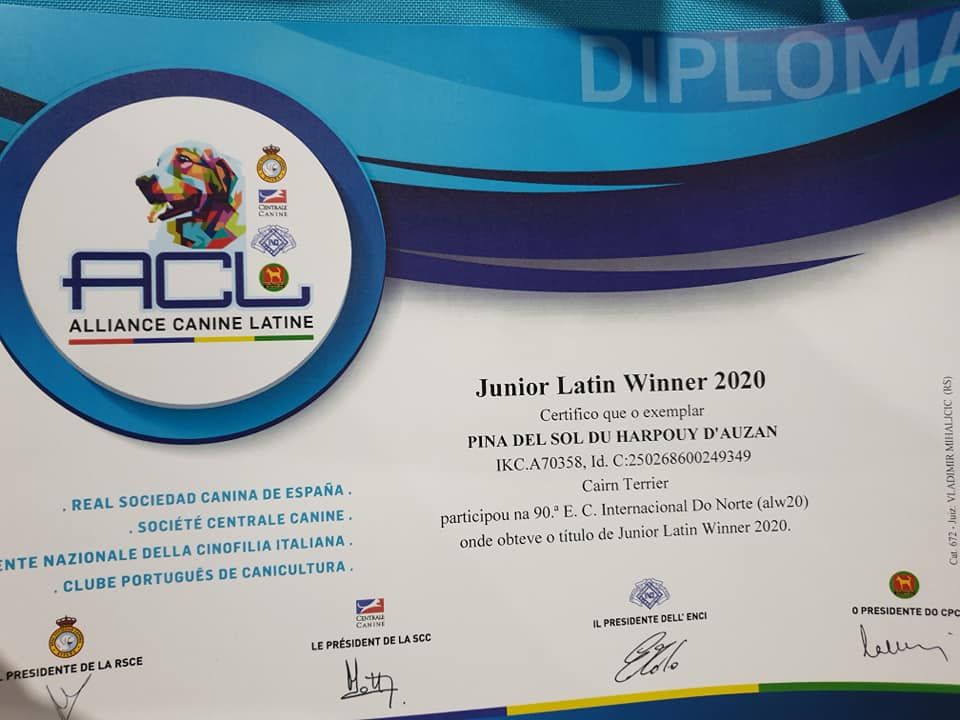 DIPLOMA
CENTRALE
CANINE
ENCI
ACL
ALLIANCE CANINE LATINE
Junior Latin Winner 2020
Certifico que o exemplar
PINA DEL SOL DU HARPOUY D'AUZAN
IKC.A70358, Id. C:250268600249349
Cairn Terrier
participou na 90.ª E. C. Internacional Do Norte (alw20)
onde obteve o título de Junior Latin Winner 2020.
Cat. 672 - Juiz: VLADIMIR MIHALJCIC (RS)
. REAL SOCIEDAD CANINA DE ESPAÑA .
. SOCIÉTÉ CENTRALE CANINE .
ENTE NAZIONALE DELLA CINOFILIA ITALIANA .
. CLUBE PORTUGUÊS DE CANICULTURA .
L PRESIDENTE DE LA RSCE
CENTRALE
CANINE
LE PRÉSIDENT DE LA SCC
ENCI
IL PRESIDENTE DELL' ENCI
O PRESIDENTE DO CPC